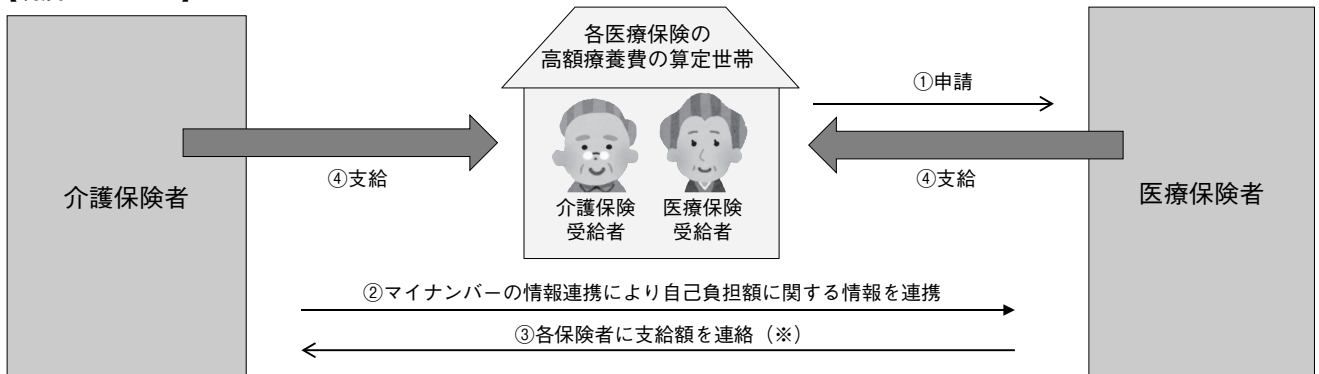 各医療保険の
高額療養費の算定世帯
①申請
④支給
④支給
介護保険者
医療保険者
介護保険
受給者
医療保険
受給者
②マイナンバーの情報連携により自己負担額に関する情報を連携
③各保険者に支給額を連絡（※）